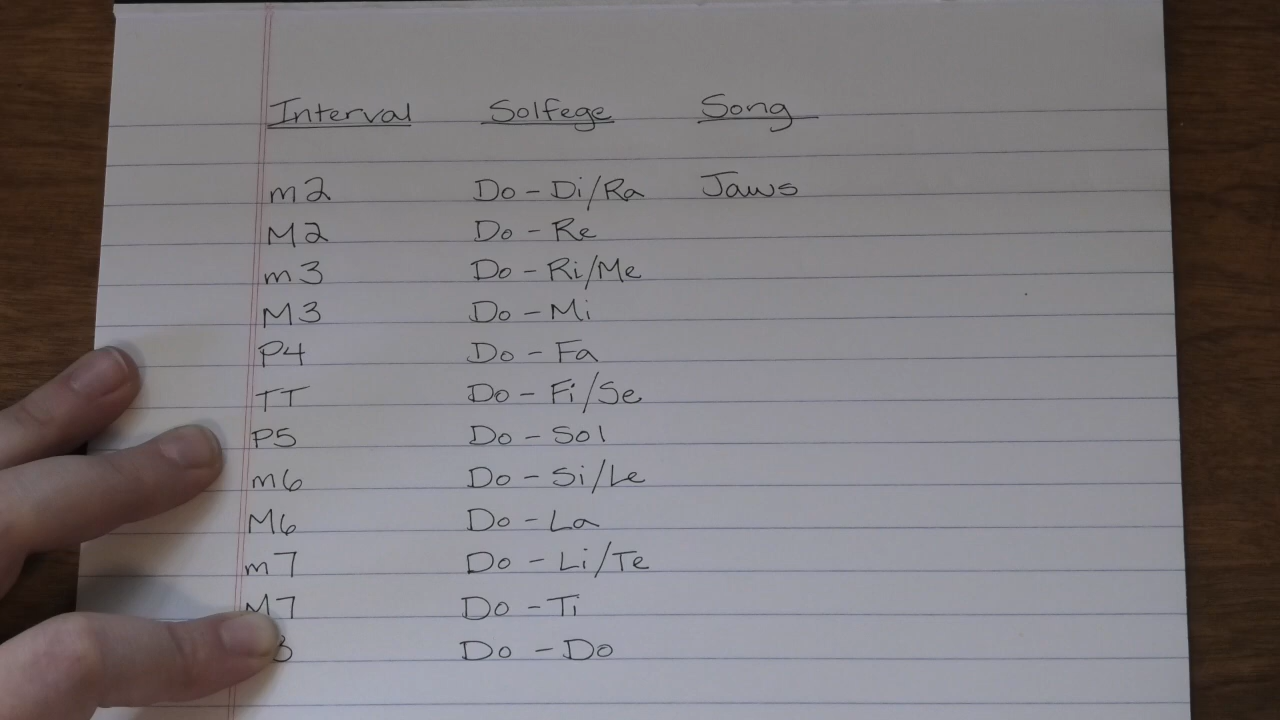 Interval Solfege Song
m2 Do - Di/Ra Jaws
M2 Do - Re
m3 Do - Ri/Me
M3 Do - Mi
P4 Do - Fa
TT Do - Fi/Se
P5 Do - Sol
m6 Do - Si/Le
M6 Do - La
m7 Do - Li/Te
M7 Do - Ti
Do - Do